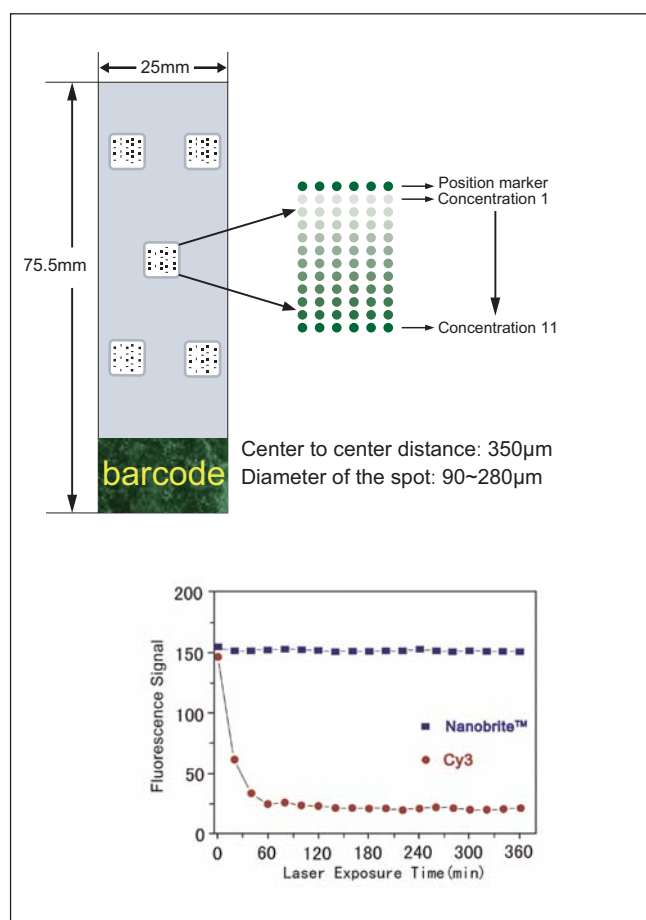 25mm
75.5mm
Position marker
Concentration 1
Concentration 11
barcode
Center to center distance: 350µm
Diameter of the spot: 90~280µm
200
150
100
50
0
Fluorescence Signal
Nanobrite™
Cy3
0 60 120 180 240 300 360
Laser Exposure Time(min)